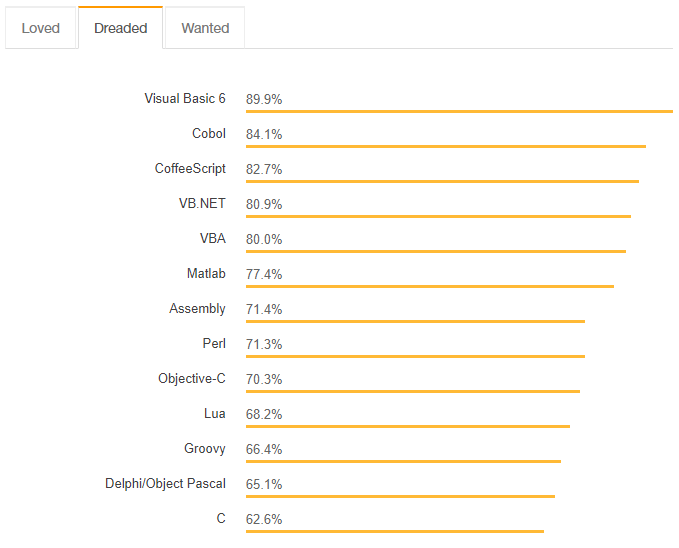 Loved Dreaded Wanted
Visual Basic 6 89.9%
Cobol 84.1%
CoffeeScript 82.7%
VB.NET 80.9%
VBA 80.0%
Matlab 77.4%
Assembly 71.4%
Perl 71.3%
Objective-C 70.3%
Lua 68.2%
Groovy 66.4%
Delphi/Object Pascal 65.1%
C 62.6%